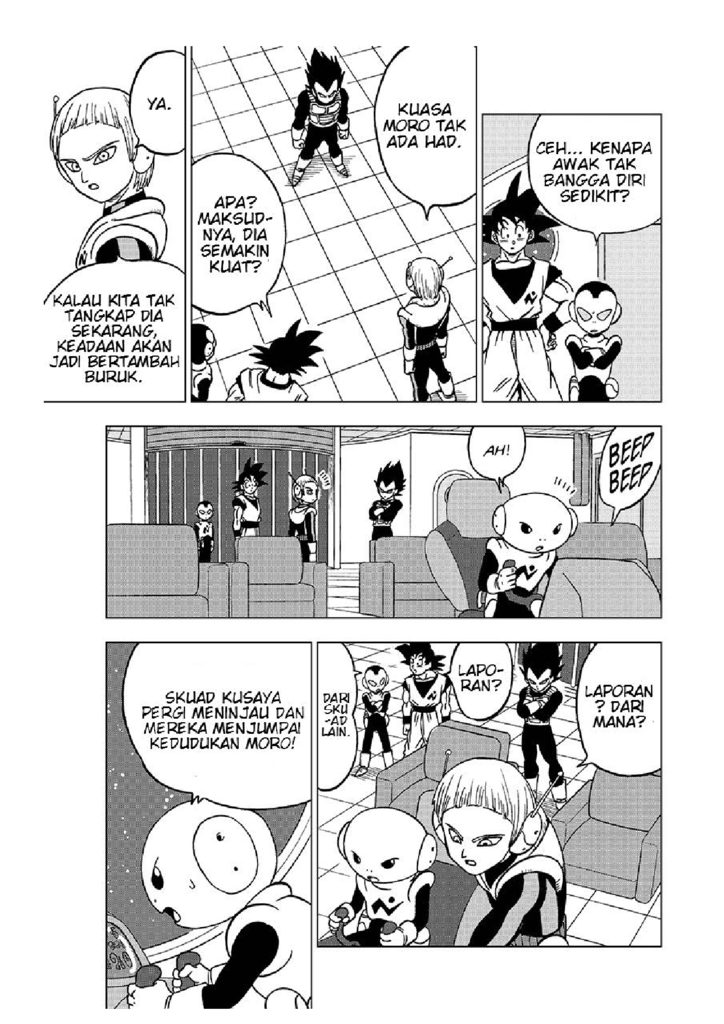 CEH... KENAPA
AWAK TAK
BANGGA DIRI
SEDIKIT?
KUASA
MORO TAK
ADA HAD.
APA?
MAKSUD-
NYA, DIA
SEMAKIN
KUAT?
YA.
KALAU KITA TAK
TANGKAP DIA
SEKARANG,
KEADAAN AKAN
JADI BERTAMBAH
BURUK.
BEEP
BEEP
AH!
LAPORAN
? DARI
MANA?
LAPO-
RAN?
DARI
SKU
-AD
LAIN.
SKUAD KUSAYA
PERGI MENINJAU DAN
MEREKA MENJUMPAI
KEDUDUKAN MORO!